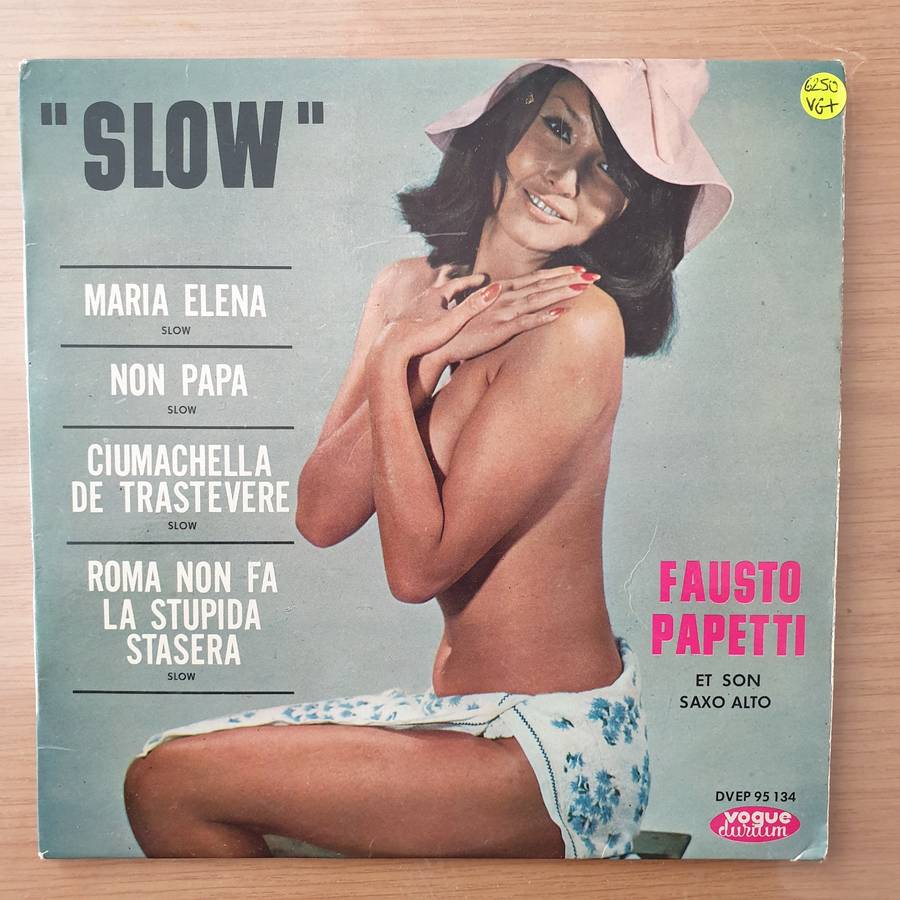 " SLOW "
6250
VG+
MARIA ELENA
SLOW
NON PAPA
SLOW
CIUMACHELLA
DE TRASTEVERE
SLOW
ROMA NON FA
LA STUPIDA
STASERA
SLOW
FAUSTO
PAPETTI
ET SON
SAXO ALTO
DVEP 95 134
vogue
durium